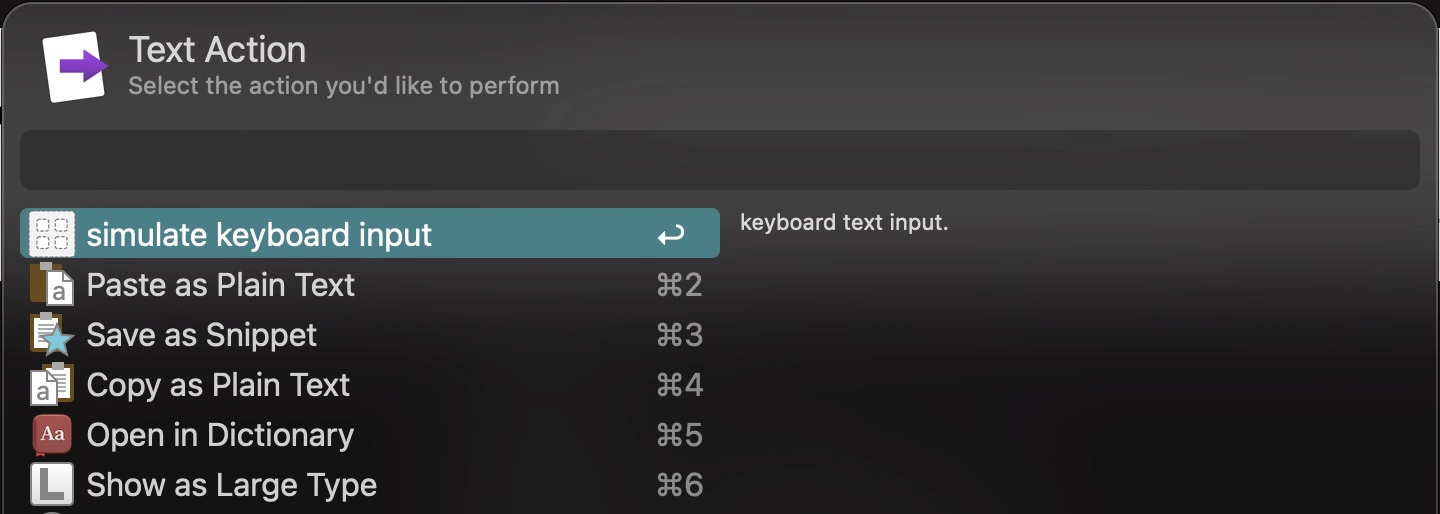 Text Action
Select the action you'd like to perform
simulate keyboard input ↩
keyboard text input.
Paste as Plain Text ⌘2
a
Save as Snippet ⌘3
Copy as Plain Text ⌘4
a
Open in Dictionary ⌘5
Aa
Show as Large Type ⌘6
L